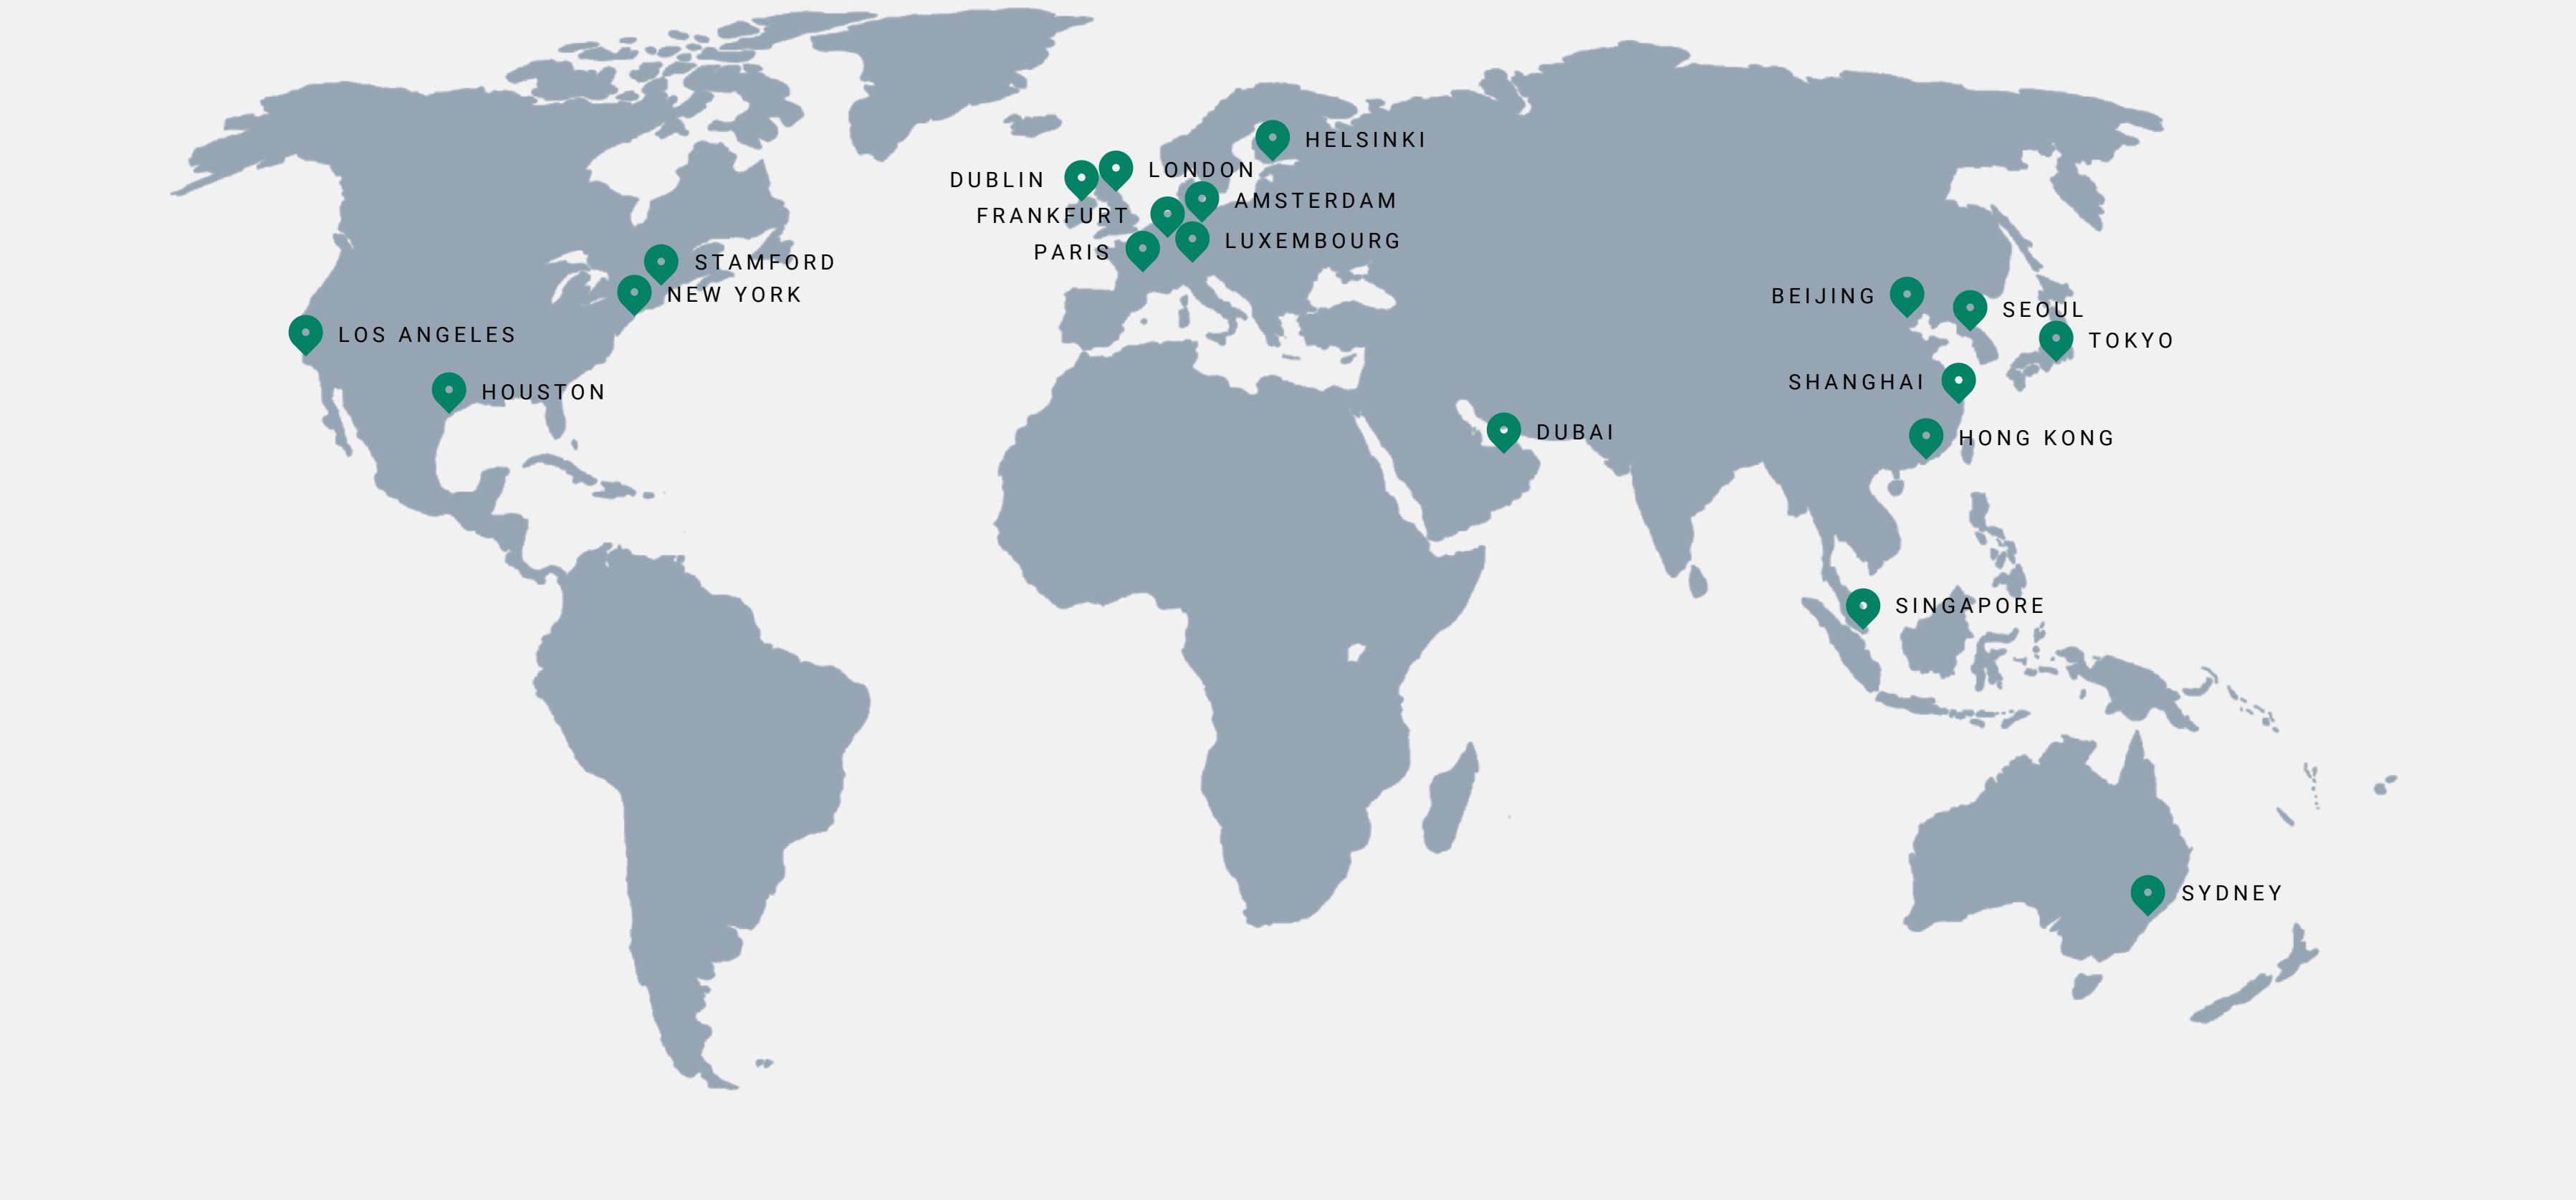 HELSINKI
LONDON
DUBLIN
AMSTERDAM
FRANKFURT
LUXEMBOURG
PARIS
STAMFORD
NEW YORK
LOS ANGELES
HOUSTON
BEIJING
SEOUL
TOKYO
SHANGHAI
DUBAI
HONG KONG
SINGAPORE
SYDNEY